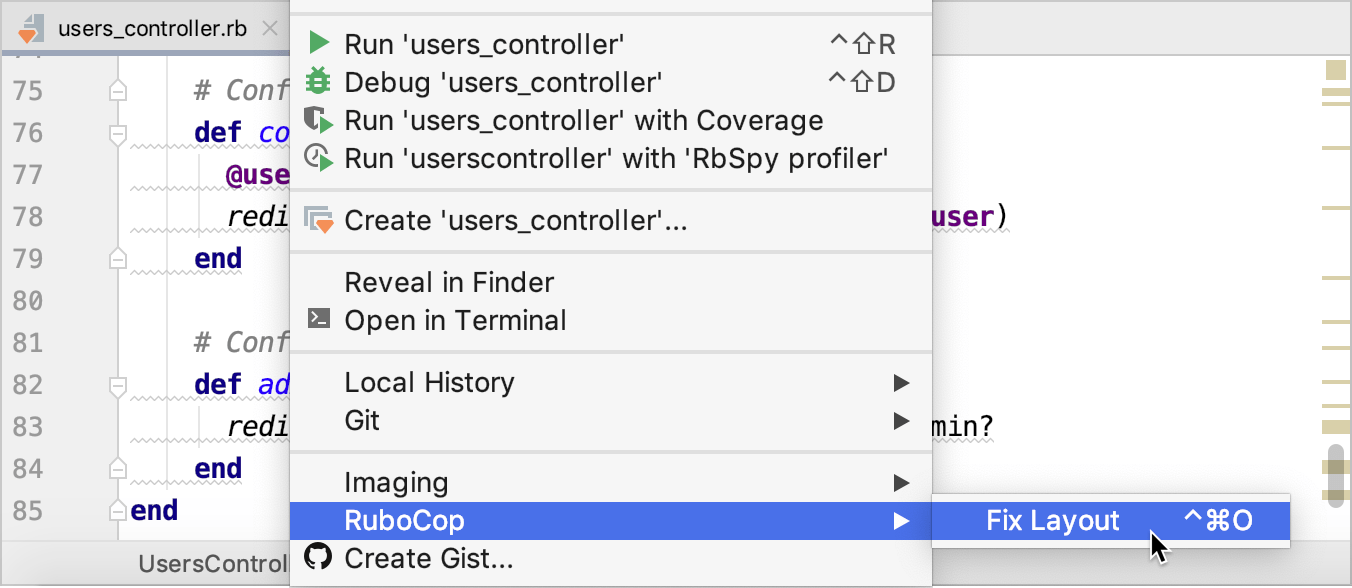 users_controller.rb
Run 'users_controller' ^⇧R
Debug 'users_controller' ^⇧D
Run 'users_controller' with Coverage
Run 'userscontroller' with 'RbSpy profiler'
Create 'users_controller'...
Reveal in Finder
Open in Terminal
Local History
Git
Imaging
RuboCop
Create Gist...
Fix Layout ^⌘O
75 # Conf
76 def co
77 @use
78 redi user)
79 end
80
81 # Conf
82 def ad
83 redi min?
84 end
85 end
UsersControl